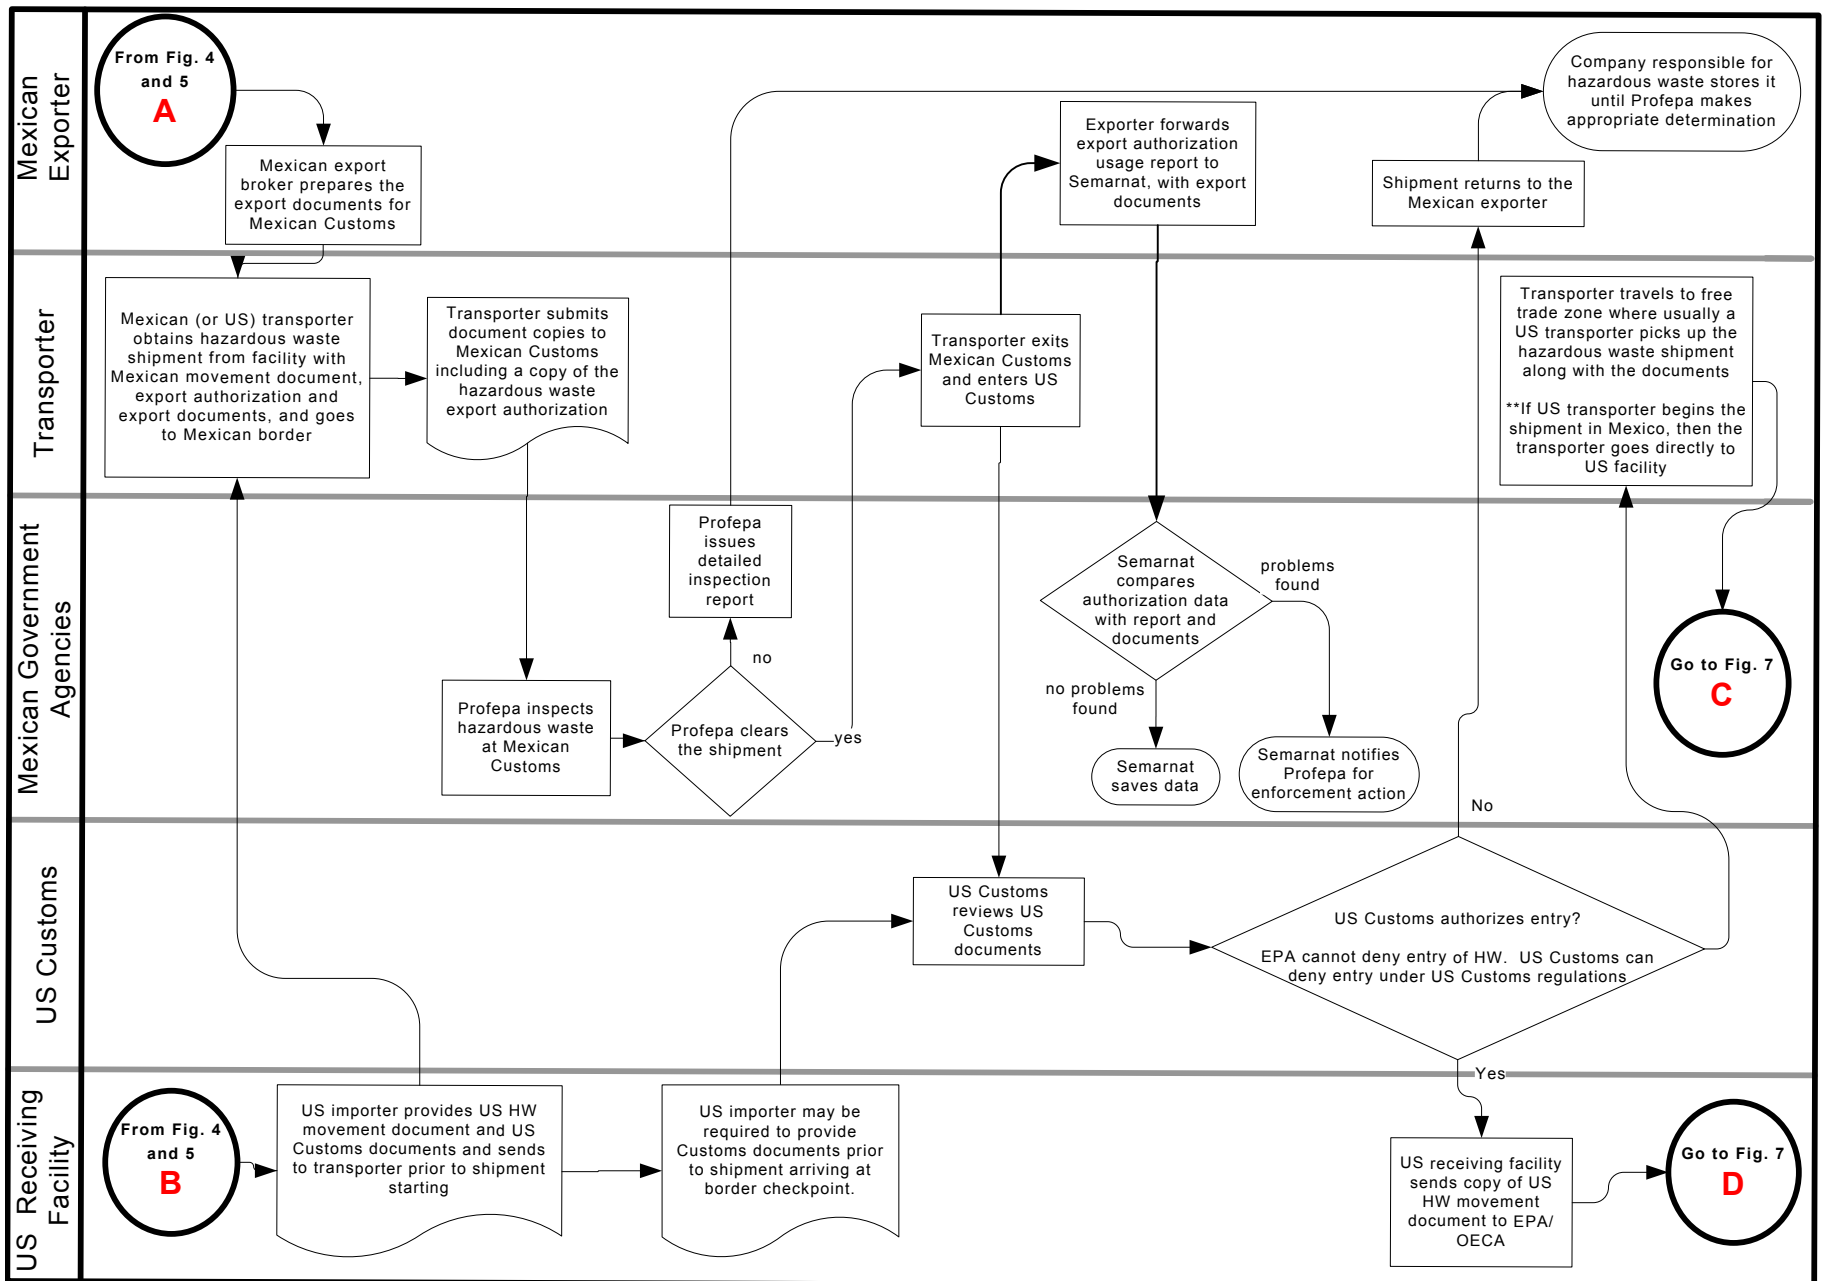 Mexican
Exporter
From Fig. 4
and 5
A
Mexican export
broker prepares the
export documents for
Mexican Customs
Exporter forwards
export authorization
usage report to
Semarnat, with export
documents
Company responsible for
hazardous waste stores it
until Profepa makes
appropriate determination
Shipment returns to the
Mexican exporter
Transporter
Mexican (or US) transporter
obtains hazardous waste
shipment from facility with
Mexican movement document,
export authorization and
export documents, and goes
to Mexican border
Transporter submits
document copies to
Mexican Customs
including a copy of the
hazardous waste
export authorization
Transporter exits
Mexican Customs
and enters US
Customs
Transporter travels to free
trade zone where usually a
US transporter picks up the
hazardous waste shipment
along with the documents
**If US transporter begins the
shipment in Mexico, then the
transporter goes directly to
US facility
Mexican Government
Agencies
Profepa
issues
detailed
inspection
report
no
Profepa inspects
hazardous waste
at Mexican
Customs
Profepa clears
the shipment
yes
Semarnat
compares
authorization data
with report and
documents
problems
found
no problems
found
Semarnat
saves data
Semarnat notifies
Profepa for
enforcement action
No
Go to Fig. 7
C
US Customs
US Customs
reviews US
Customs
documents
US Customs authorizes entry?
EPA cannot deny entry of HW. US Customs can
deny entry under US Customs regulations
Yes
US Receiving
Facility
From Fig. 4
and 5
B
US importer provides US HW
movement document and US
Customs documents and sends
to transporter prior to shipment
starting
US importer may be
required to provide
Customs documents prior
to shipment arriving at
border checkpoint.
US receiving facility
sends copy of US
HW movement
document to EPA/
OECA
Go to Fig. 7
D